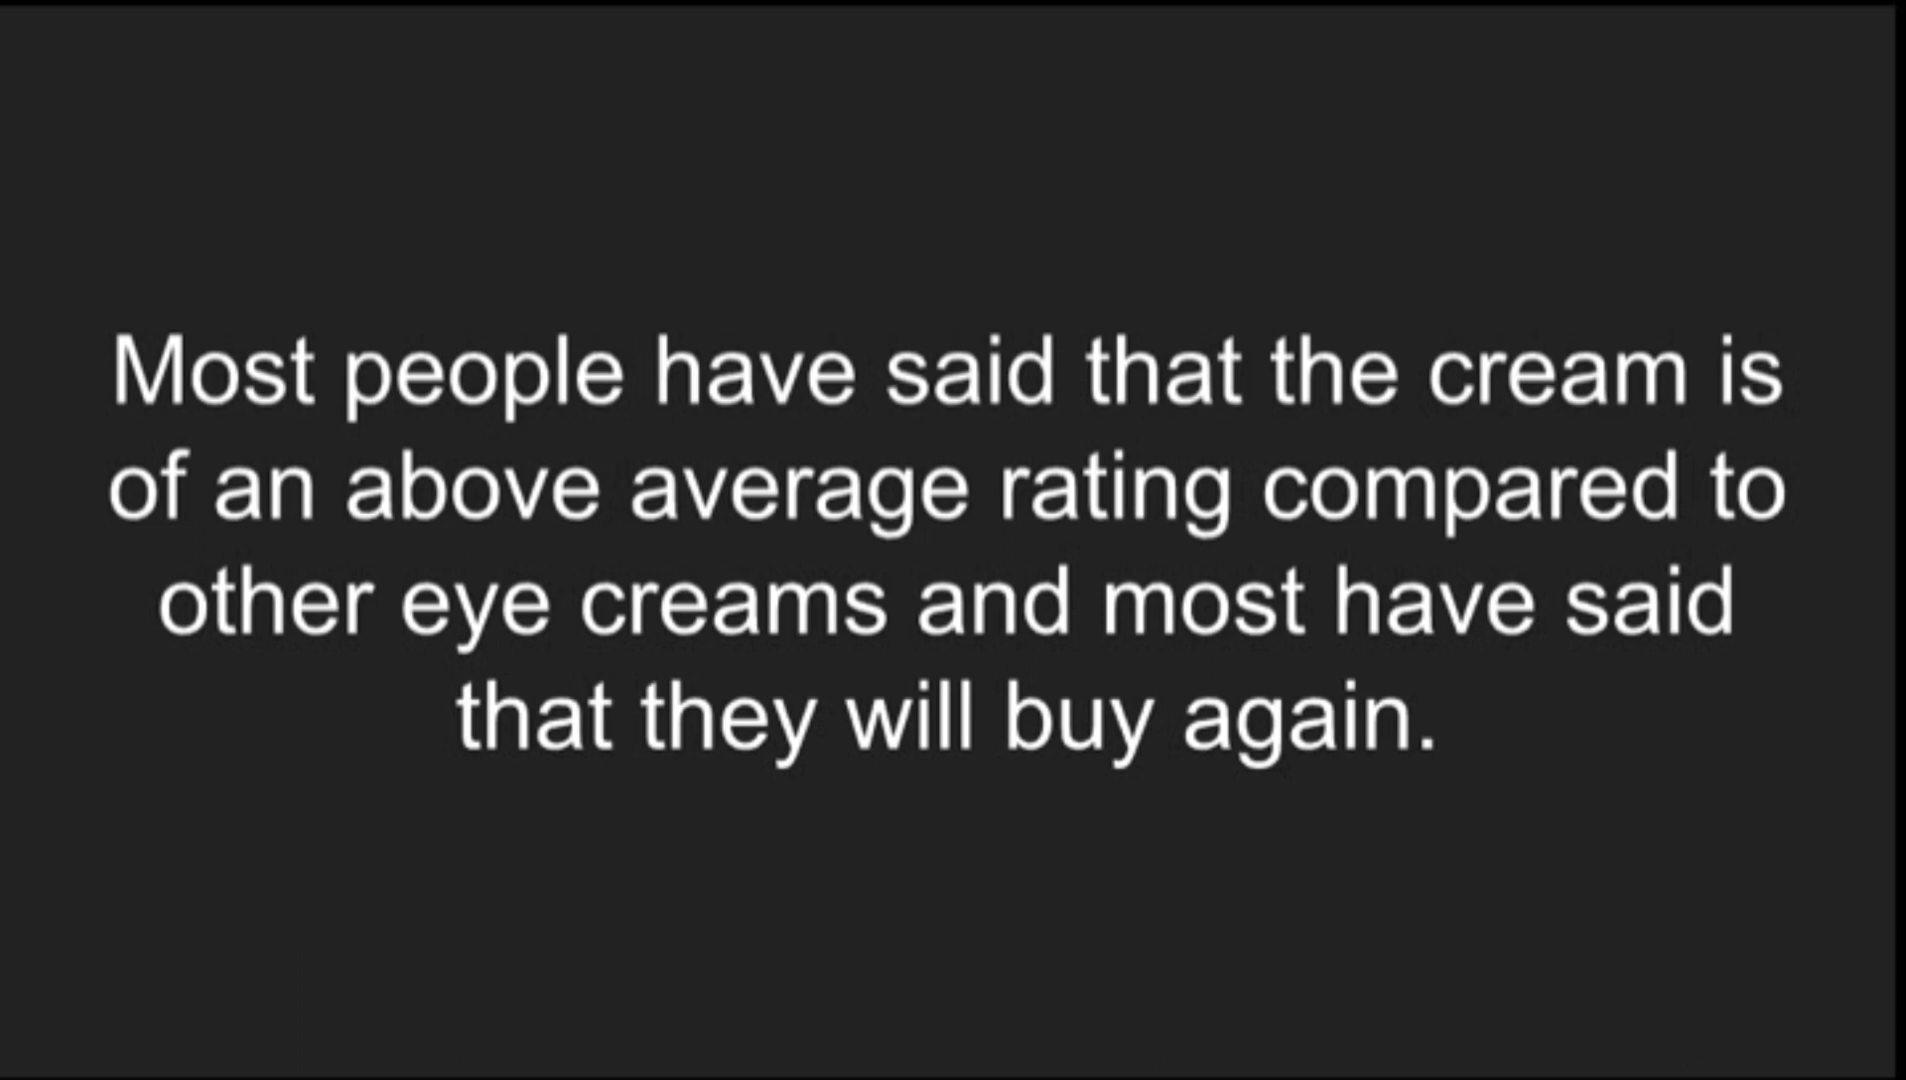 Most people have said that the cream is
of an above average rating compared to
other eye creams and most have said
that they will buy again.